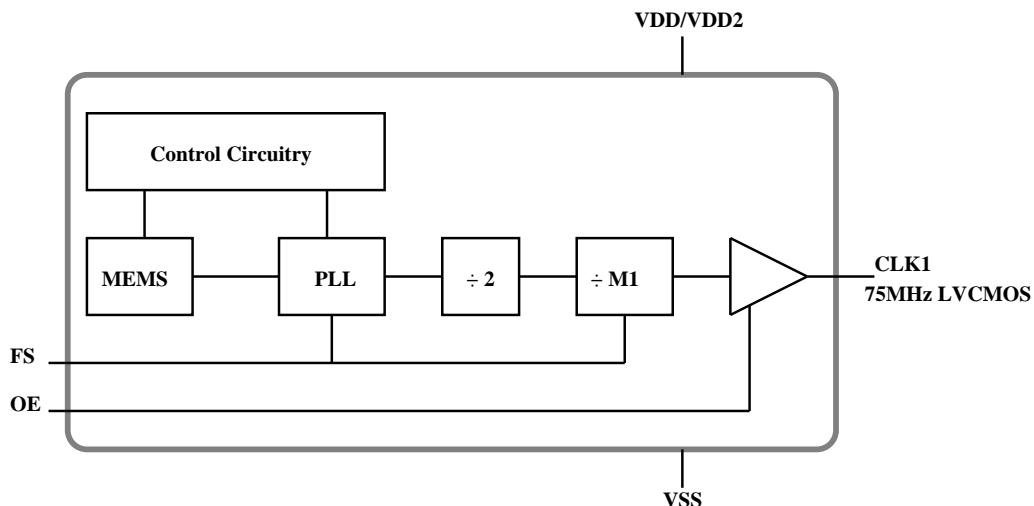 VDD/VDD2
Control Circuitry
MEMS
PLL
÷ 2
÷ M1
CLK1
75MHz LVCMOS
FS
OE
VSS